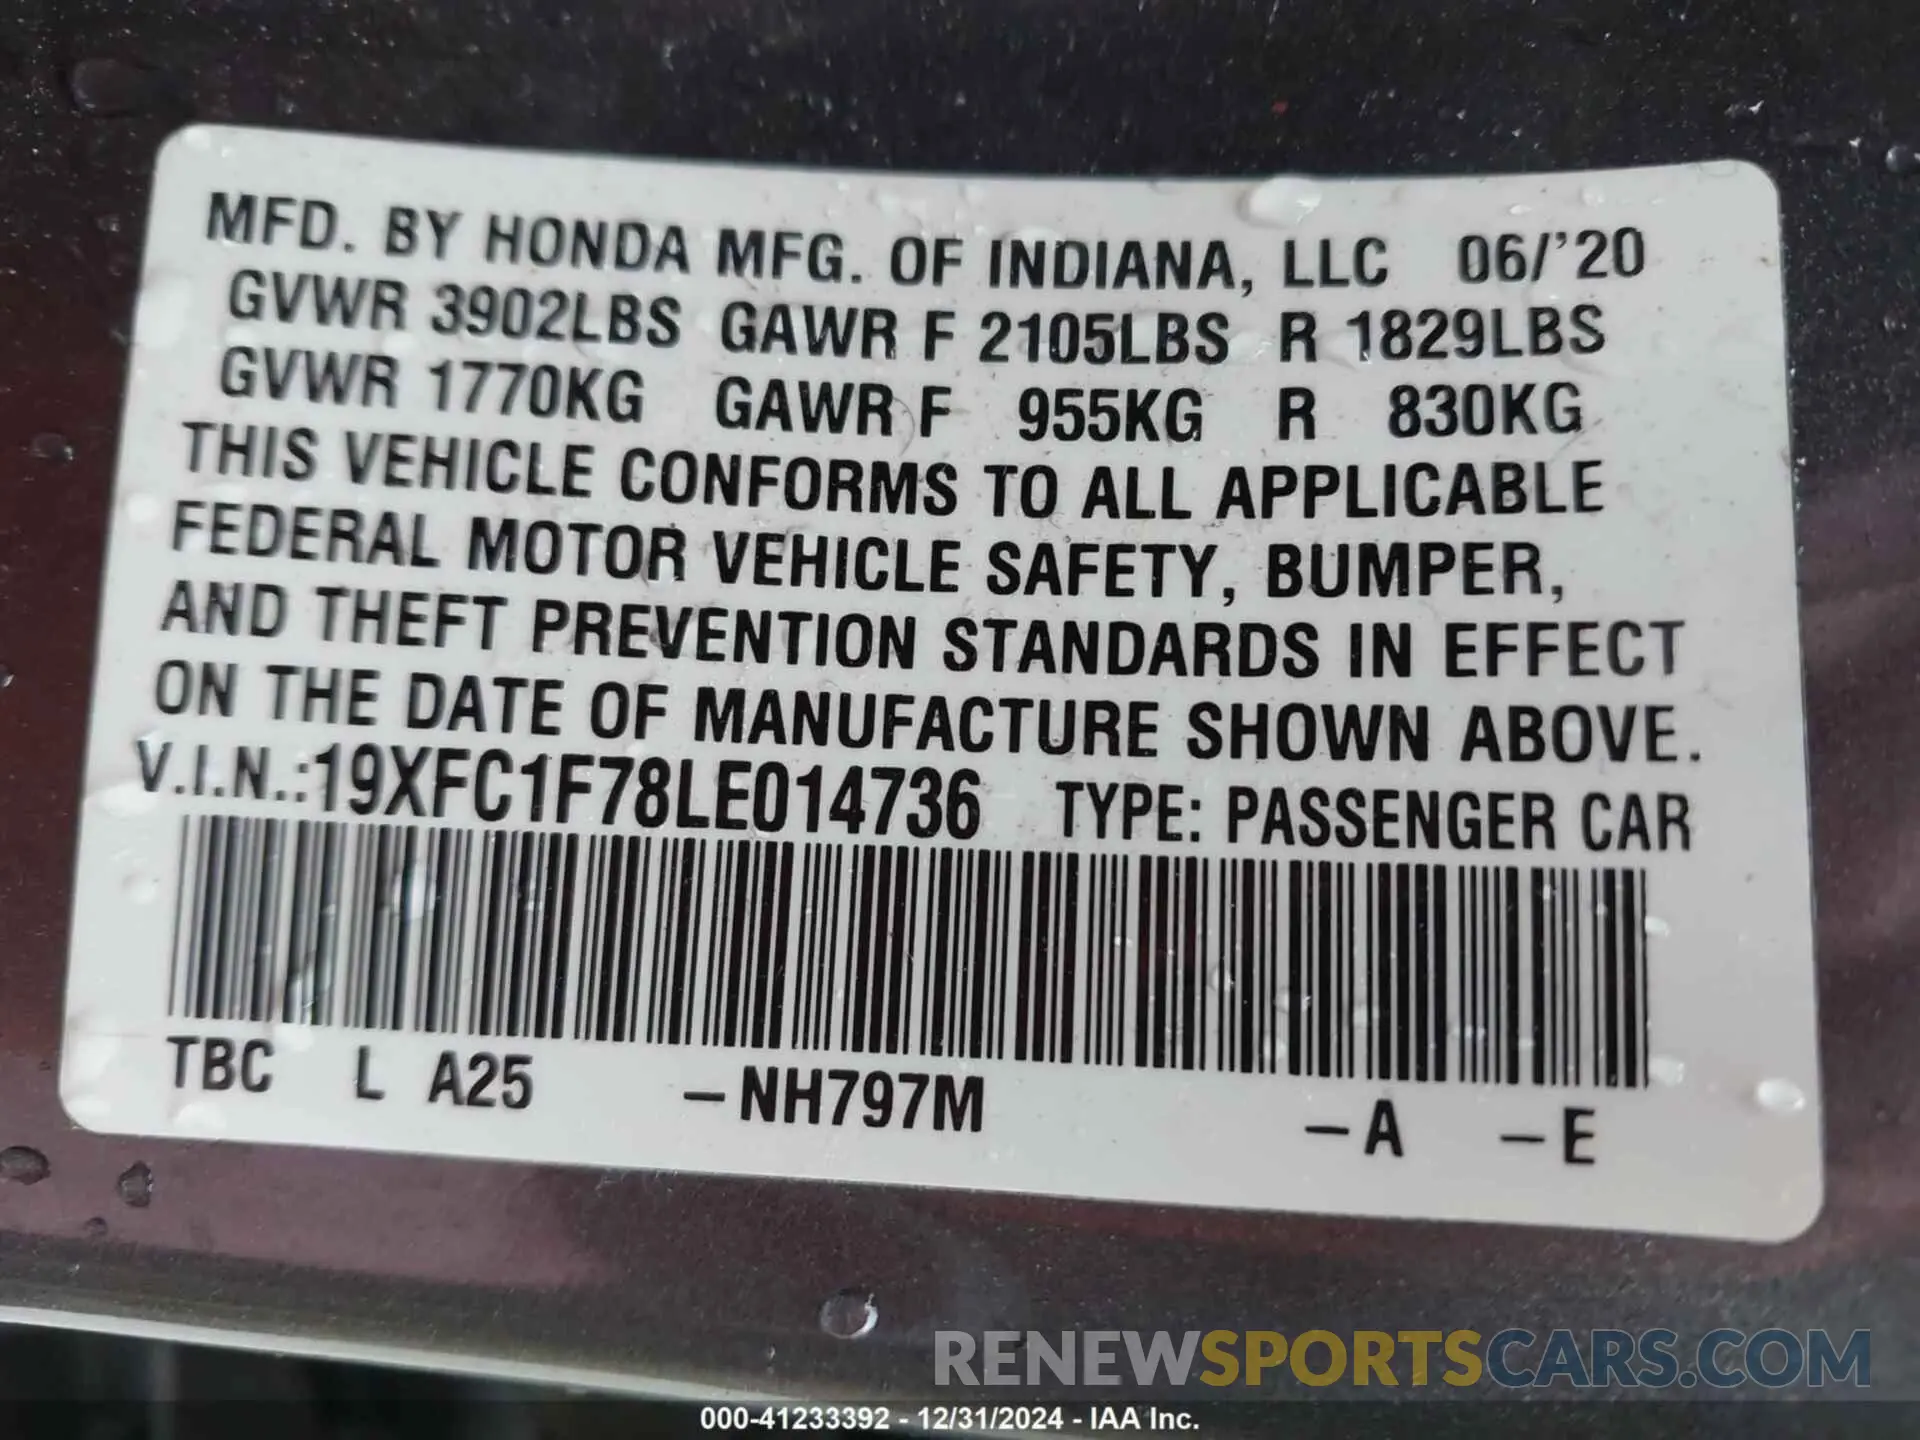 MFD. BY HONDA MFG. OF INDIANA, LLC 06/'20
GVWR 3902LBS GAWR F 2105LBS R 1829LBS
GVWR 1770KG GAWR F 955KG R 830KG
THIS VEHICLE CONFORMS TO ALL APPLICABLE
FEDERAL MOTOR VEHICLE SAFETY, BUMPER,
AND THEFT PREVENTION STANDARDS IN EFFECT
ON THE DATE OF MANUFACTURE SHOWN ABOVE.
V.I.N.:19XFC1F78LE014736 TYPE: PASSENGER CAR
TBC L A25 -NH797M -A -E
RENEWSPORTSCARS.COM
000-41233392 - 12/31/2024 - IAA Inc.